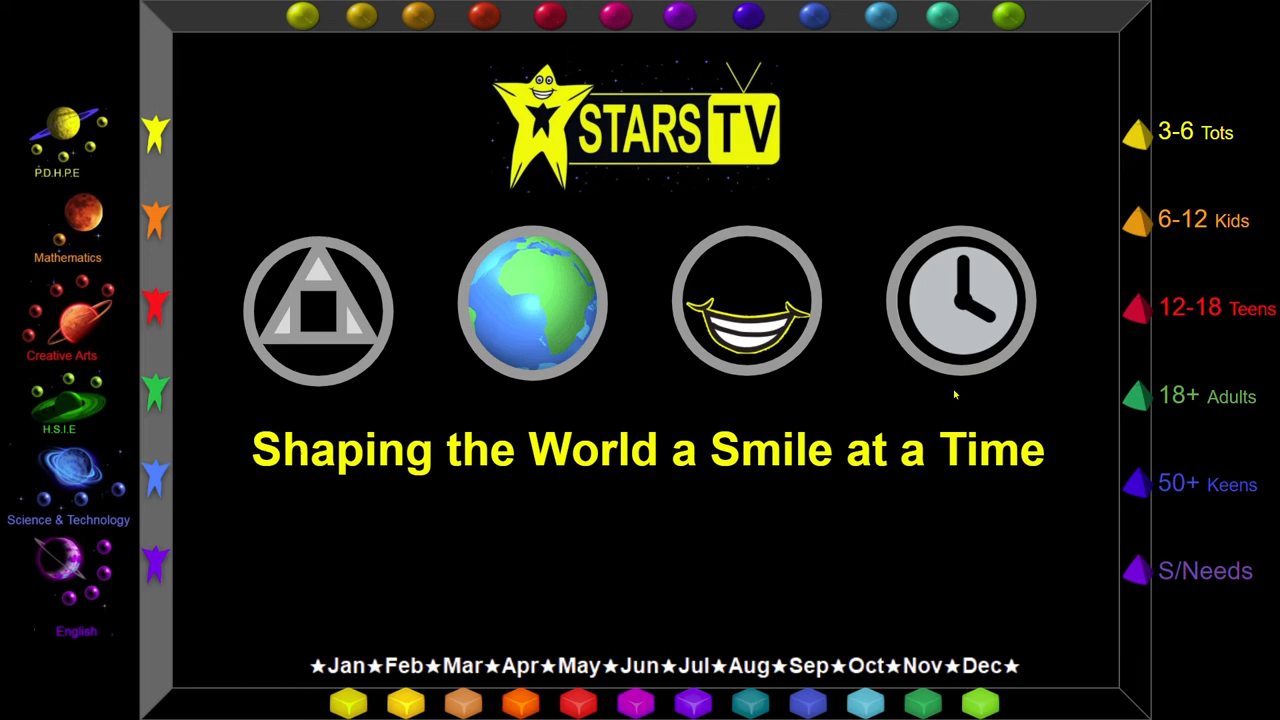 STARS TV
P.D.H.P.E
Mathematics
Creative Arts
H.S.I.E
Science & Technology
English
3-6 Tots
6-12 Kids
12-18 Teens
18+ Adults
50+ Keens
S/Needs
Shaping the World a Smile at a Time
★Jan★Feb★Mar★Apr★May★Jun★Jul★Aug★Sep★Oct★Nov★Dec★